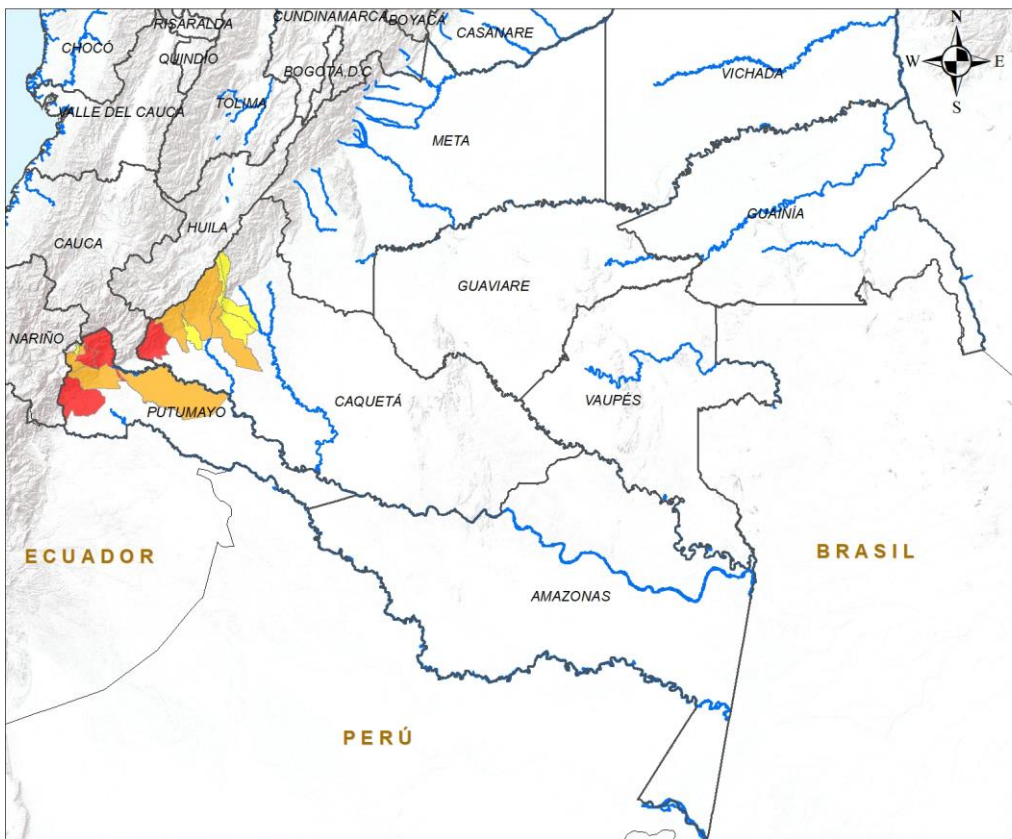 RISARALDA
CUNDINAMARCA
BOYACÁ
CASANARE
N
CHOCÓ
QUINDIO
BOGOTÁ, D.C
VICHADA
W
E
S
VALLE DEL CAUCA
TOLIMA
META
CAUCA
HUILA
GUAINÍA
GUAVIARE
NARIÑO
PUTUMAYO
CAQUETÁ
VAUPÉS
ECUADOR
BRASIL
AMAZONAS
PERÚ